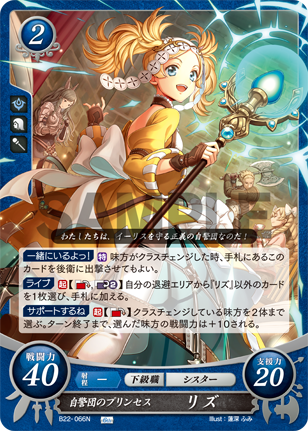 2
SAMPLE
わたしたちは、イーリスを守る正義の自警団なのだ！
一緒にいるよっ! 特 味方がクラスチェンジした時、手札にあるこの
カードを後衛に出撃させてもよい。
ライブ 起 【 、 2】自分の退避エリアから『リズ』以外のカード
を1枚選び、手札に加える。
サポートするね 起 【 、 】クラスチェンジしている味方を2体まで
選ぶ。ターン終了まで、選んだ味方の戦闘力は+10される。
戦闘力
40
射程 ー 下級職 シスター
支援力
20
自警団のプリンセス リズ
B22-066N
Illust：蓮深 ふみ